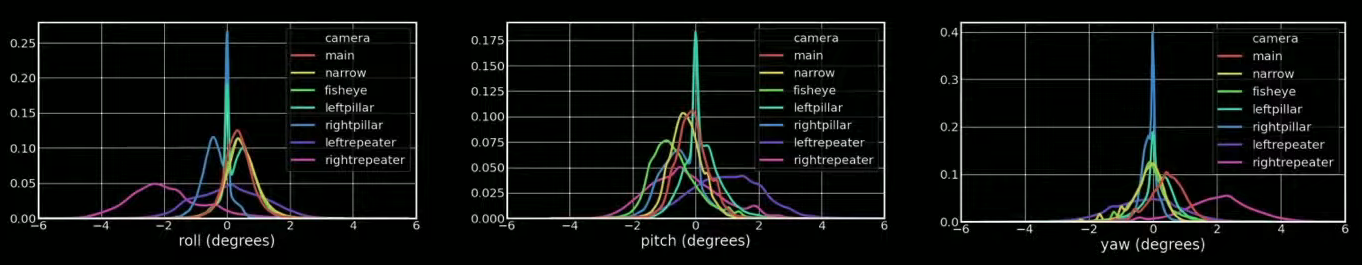 0.25
0.20
0.15
0.10
0.05
0.00
−6
−4
−2
0
2
4
6
roll (degrees)
camera
main
narrow
fisheye
leftpillar
rightpillar
leftrepeater
rightrepeater
0.175
0.150
0.125
0.100
0.075
0.050
0.025
0.000
−6
−4
−2
0
2
4
6
pitch (degrees)
camera
main
narrow
fisheye
leftpillar
rightpillar
leftrepeater
rightrepeater
0.4
0.3
0.2
0.1
0.0
−6
−4
−2
0
2
4
6
yaw (degrees)
camera
main
narrow
fisheye
leftpillar
rightpillar
leftrepeater
rightrepeater